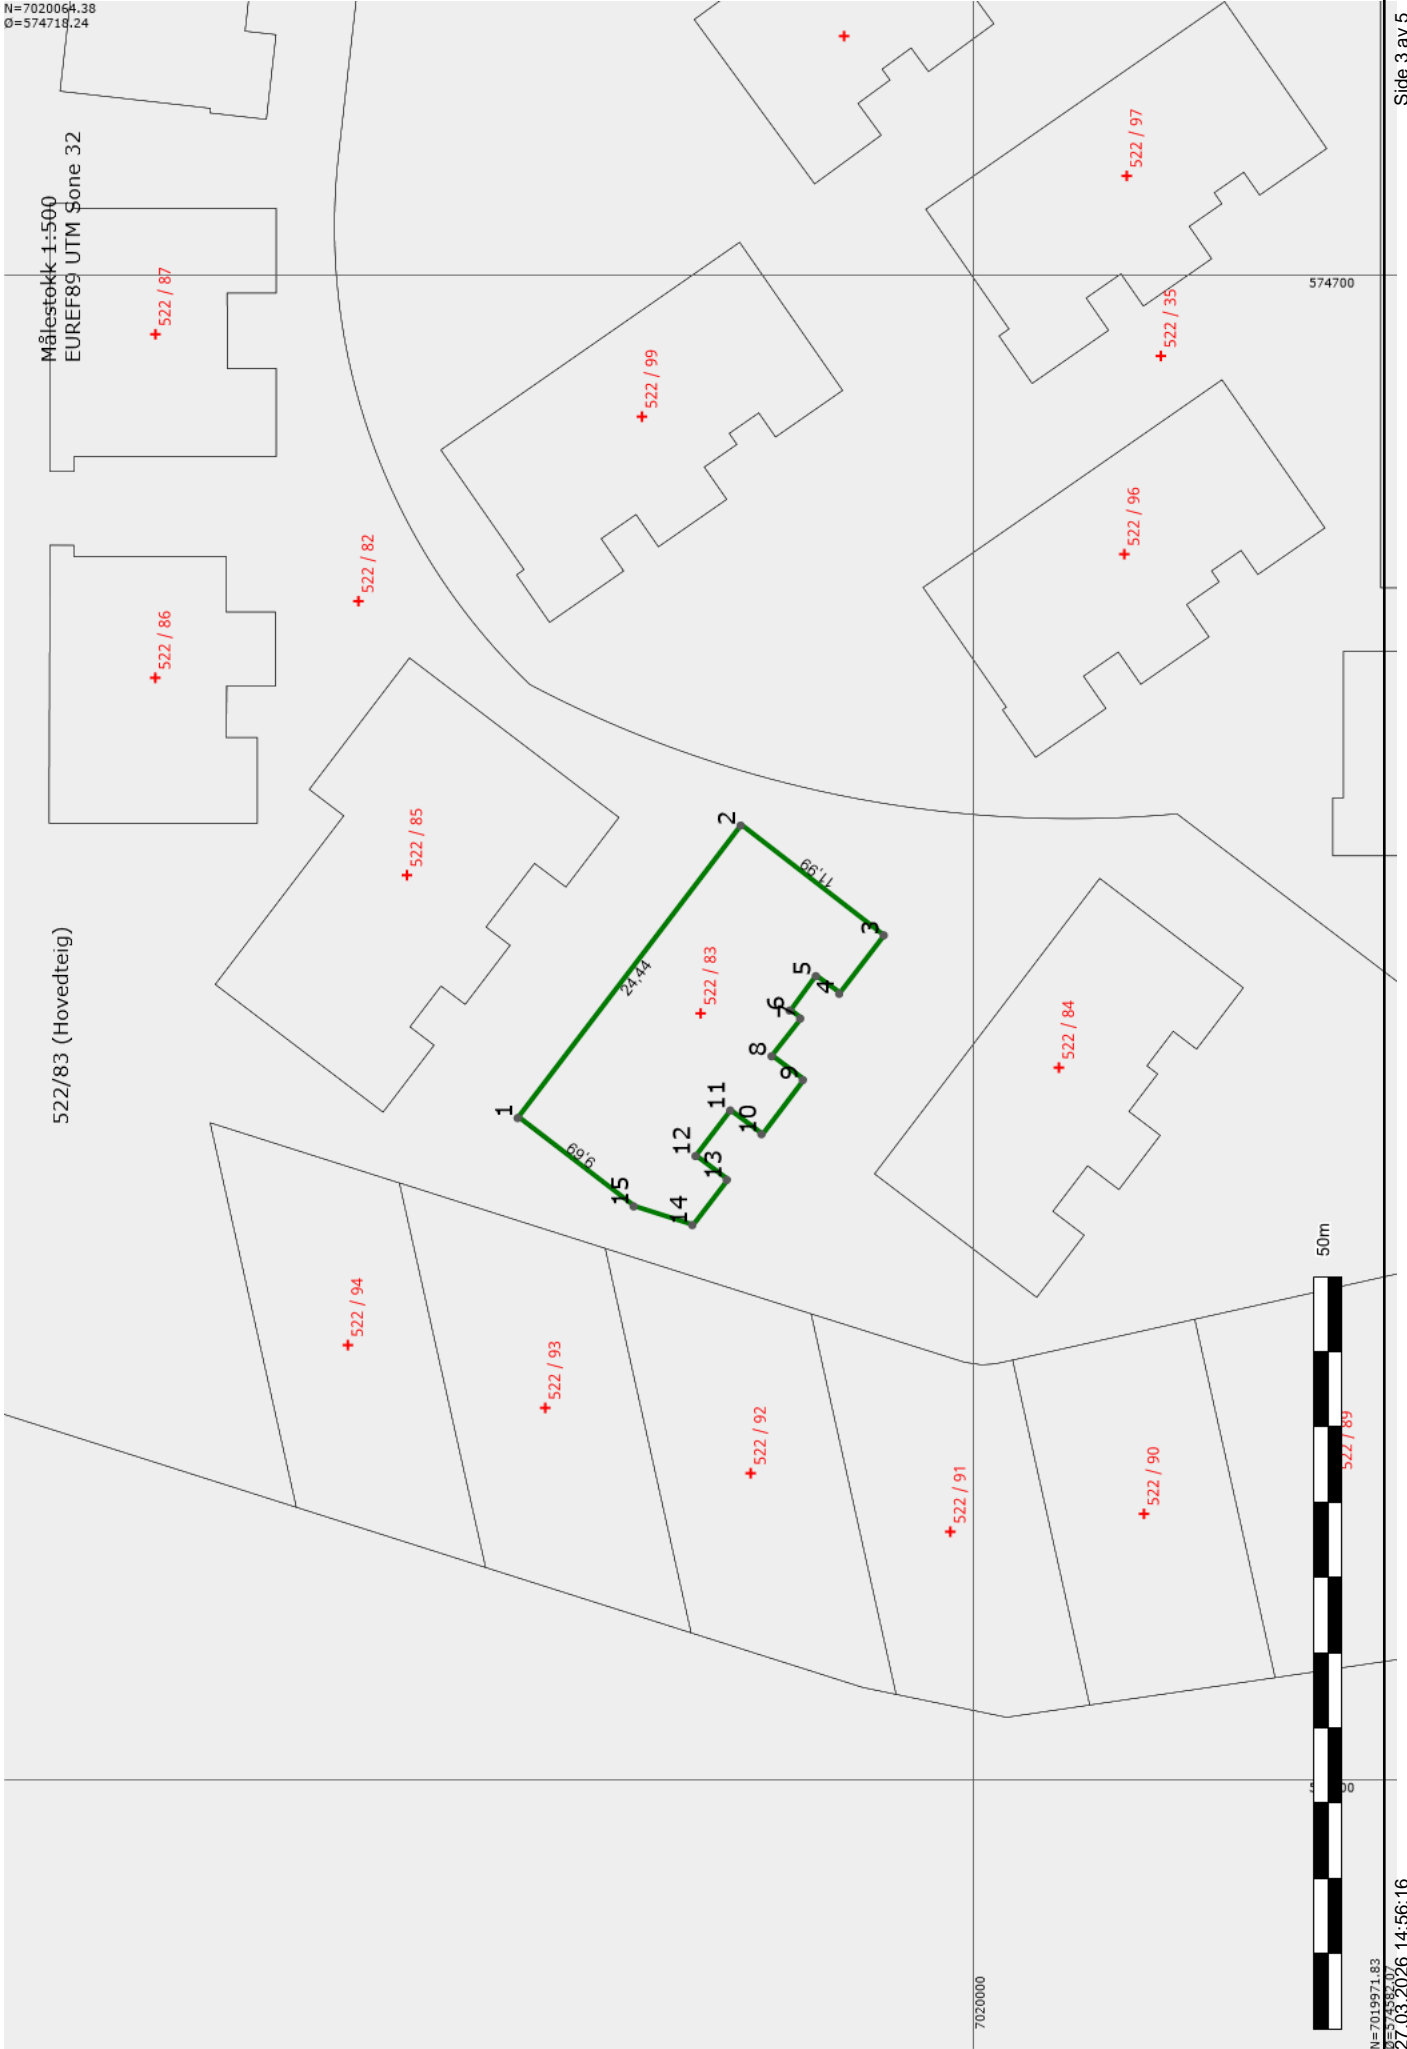 N=7020064.38
Ø=574718.24
522/83 (Hovedteig)
Målestokk 1:500
EUREF89 UTM Sone 32
522 / 94
522 / 86
522 / 87
522 / 85
522 / 82
522 / 93
522 / 99
522 / 92
522 / 83
522 / 91
522 / 84
522 / 90
522 / 96
522 / 97
522 / 35
522 / 89
1
2
3
4
5
6
8
9
10
11
12
13
14
15
24,44
11,99
9,69
574700
7020000
50m
N=7019971.83
Ø=574582.07
27.03.2026 14:56:16
Side 3 av 5